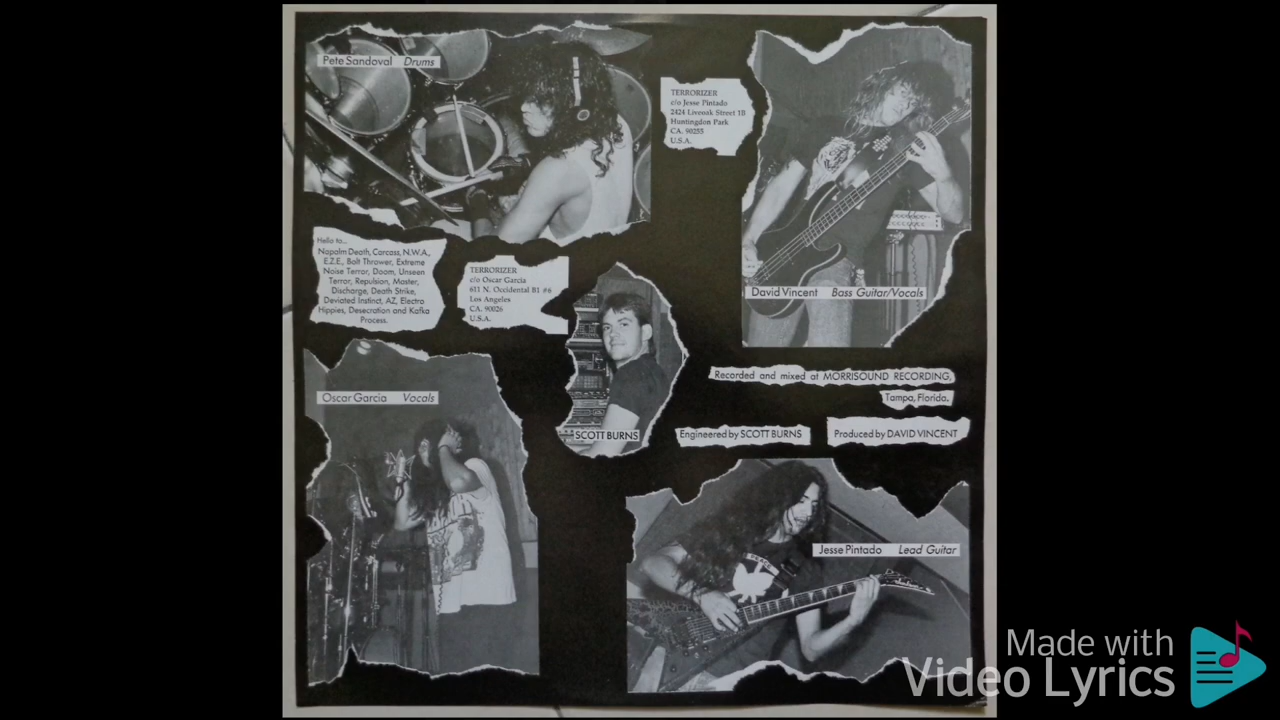 Pete Sandoval Drums
TERRORIZER
c/o Jesse Pintado
2424 Liveoak Street 1B
Huntingdon Park
CA. 90255
U.S.A.
Hello to...
Napalm Death, Carcass, N.W.A.,
E.Z.E., Bolt Thrower, Extreme
Noise Terror, Doom, Unseen
Terror, Repulsion, Master,
Discharge, Death Strike,
Deviated Instinct, AZ, Electro
Hippies, Desecration and Kafka
Process.
TERRORIZER
c/o Oscar Garcia
611 N. Occidental B1 #6
Los Angeles
CA. 90026
U.S.A.
David Vincent Bass Guitar/Vocals
Recorded and mixed at MORRISOUND RECORDING,
Tampa, Florida.
Oscar Garcia Vocals
SCOTT BURNS
Engineered by SCOTT BURNS
Produced by DAVID VINCENT
Jesse Pintado Lead Guitar
Made with
Video Lyrics